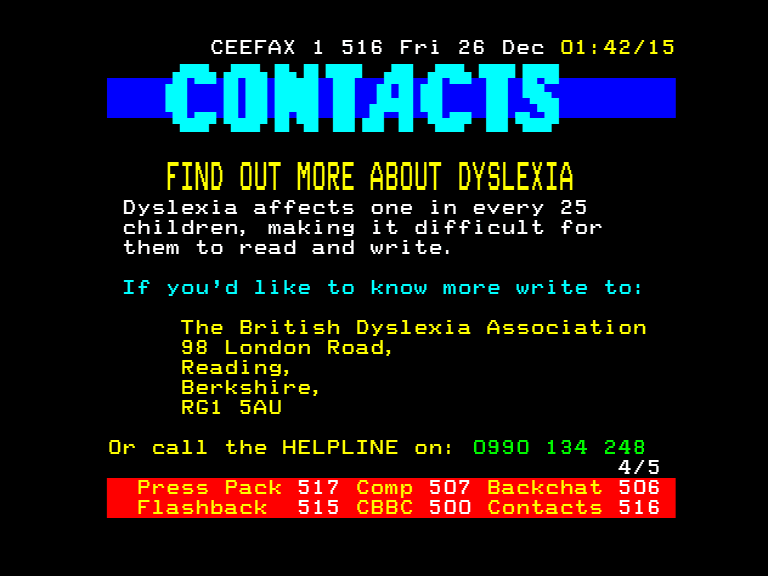 CEEFAX 1 516 Fri 26 Dec 01:42/15
CONTACTS
FIND OUT MORE ABOUT DYSLEXIA
Dyslexia affects one in every 25
children, making it difficult for
them to read and write.
If you'd like to know more write to:
The British Dyslexia Association
98 London Road,
Reading,
Berkshire,
RG1 5AU
Or call the HELPLINE on: 0990 134 248
4/5
Press Pack 517 Comp 507 Backchat 506
Flashback 515 CBBC 500 Contacts 516